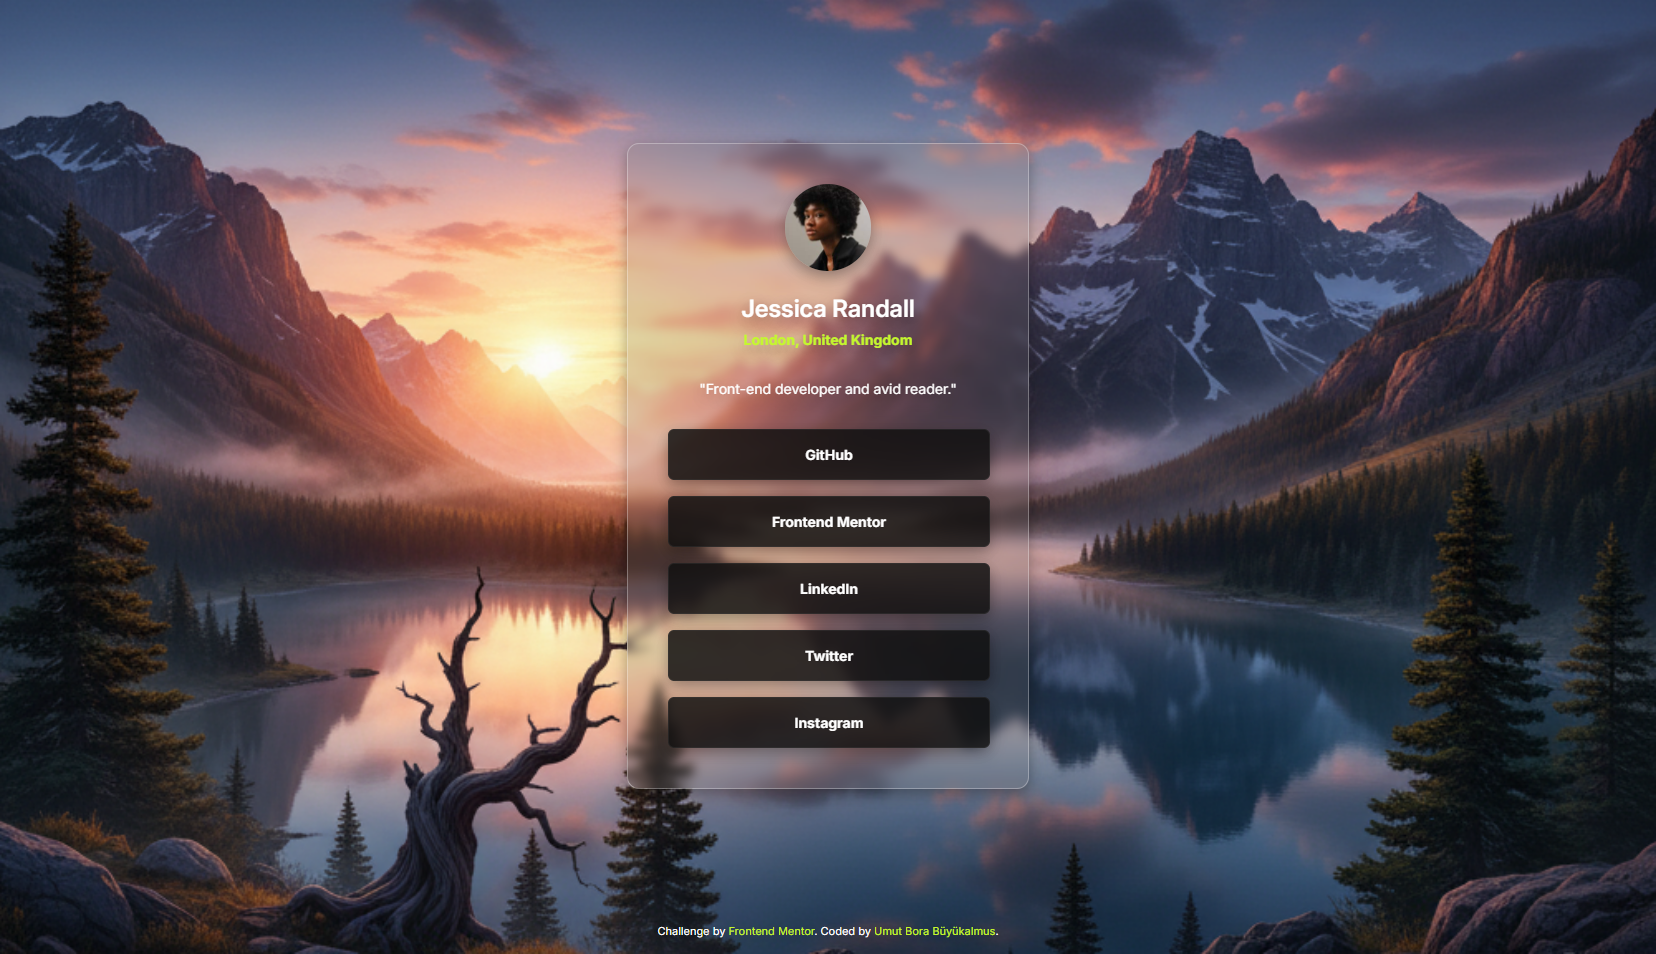 Jessica Randall
London, United Kingdom
"Front-end developer and avid reader."
GitHub
Frontend Mentor
LinkedIn
Twitter
Instagram
Challenge by Frontend Mentor. Coded by Umut Bora Büyükalmus.